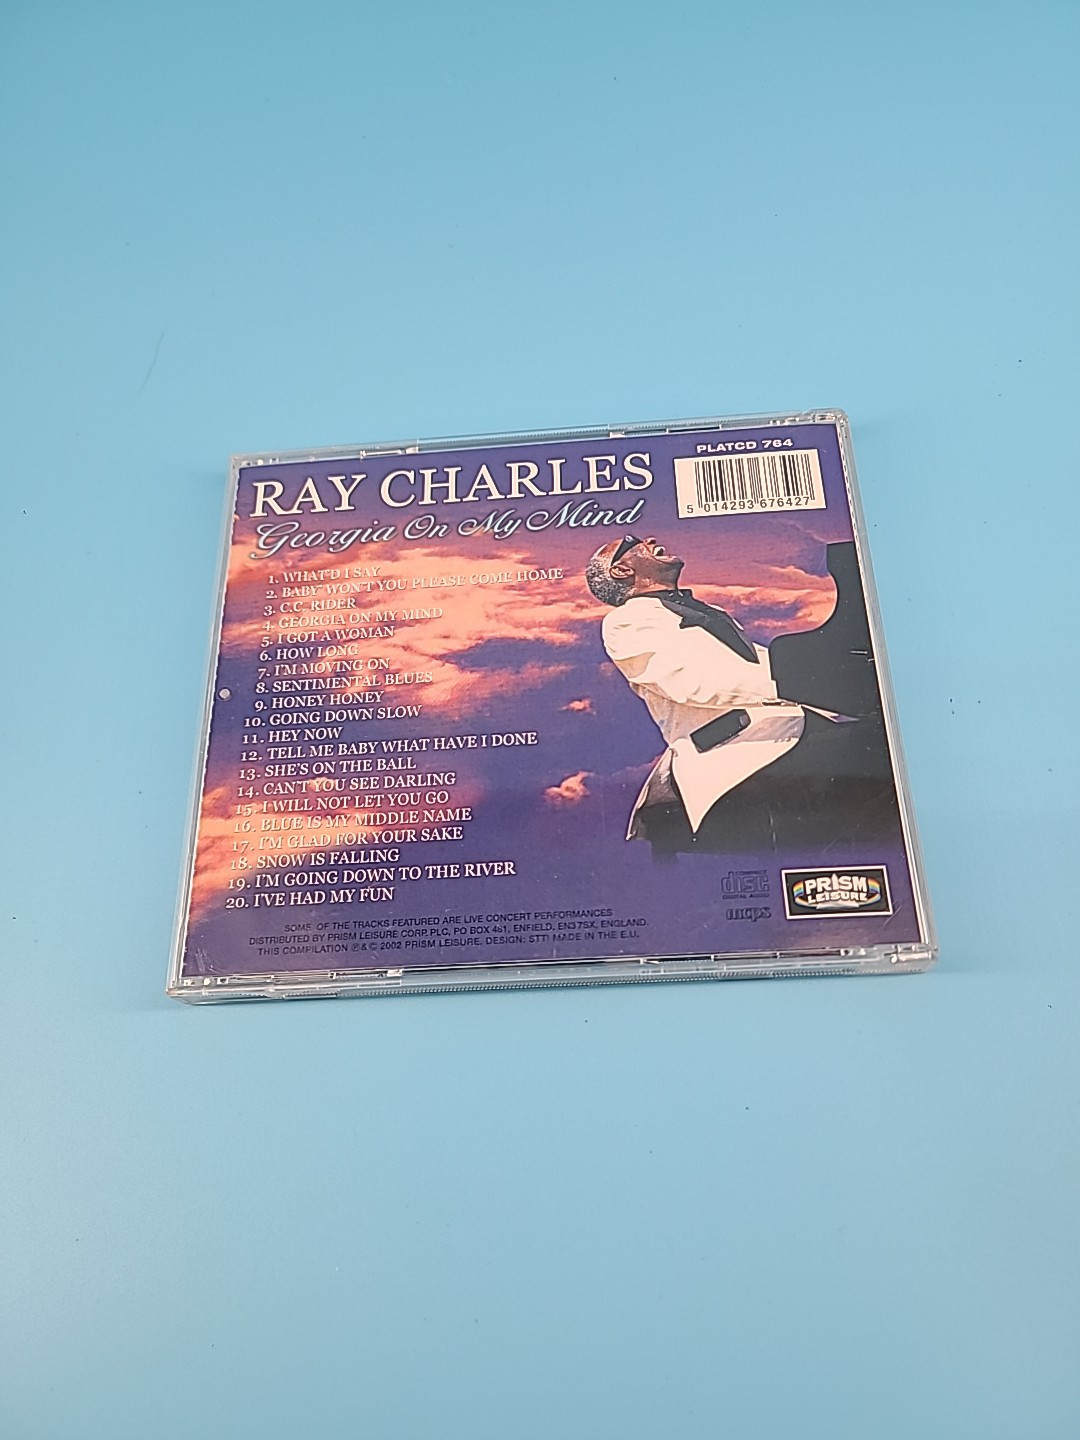 PLATCD 764
5 014293 676427
RAY CHARLES
Georgia On My Mind
1. WHAT'D I SAY
2. BABY WON'T YOU PLEASE COME HOME
3. C.C. RIDER
4. GEORGIA ON MY MIND
5. I GOT A WOMAN
6. HOW LONG
7. I'M MOVING ON
8. SENTIMENTAL BLUES
9. HONEY HONEY
10. GOING DOWN SLOW
11. HEY NOW
12. TELL ME BABY WHAT HAVE I DONE
13. SHE'S ON THE BALL
14. CAN'T YOU SEE DARLING
15. I WILL NOT LET YOU GO
16. BLUE IS MY MIDDLE NAME
17. I'M GLAD FOR YOUR SAKE
18. SNOW IS FALLING
19. I'M GOING DOWN TO THE RIVER
20. I'VE HAD MY FUN
SOME OF THE TRACKS FEATURED ARE LIVE CONCERT PERFORMANCES
DISTRIBUTED BY PRISM LEISURE CORP. PLC, PO BOX 461, ENFIELD, EN3 7SX, ENGLAND.
THIS COMPILATION ℗ & © 2002 PRISM LEISURE. DESIGN: STTI MADE IN THE E.U.
COMPACT
disc
DIGITAL AUDIO
mcps
PRISM
LEISURE